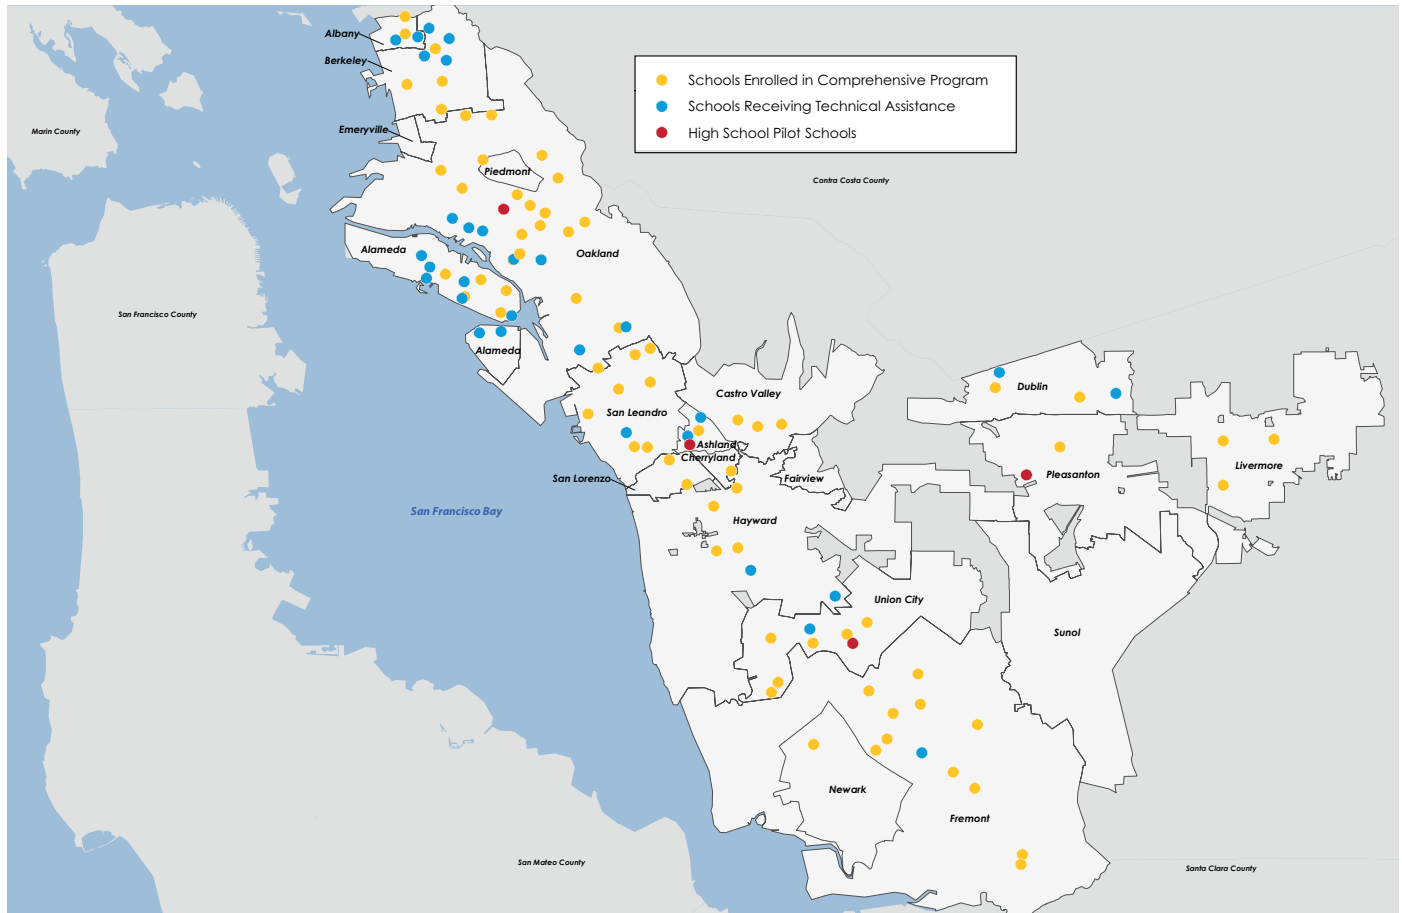 Albany
Berkeley
Schools Enrolled in Comprehensive Program
Schools Receiving Technical Assistance
High School Pilot Schools
Marin County
Emeryville
Piedmont
Contra Costa County
Alameda
Oakland
San Francisco County
Alameda
Castro Valley
Dublin
San Leandro
Ashland
Cherryland
Livermore
San Lorenzo
Fairview
Pleasanton
San Francisco Bay
Hayward
Union City
Sunol
Newark
Fremont
San Mateo County
Santa Clara County